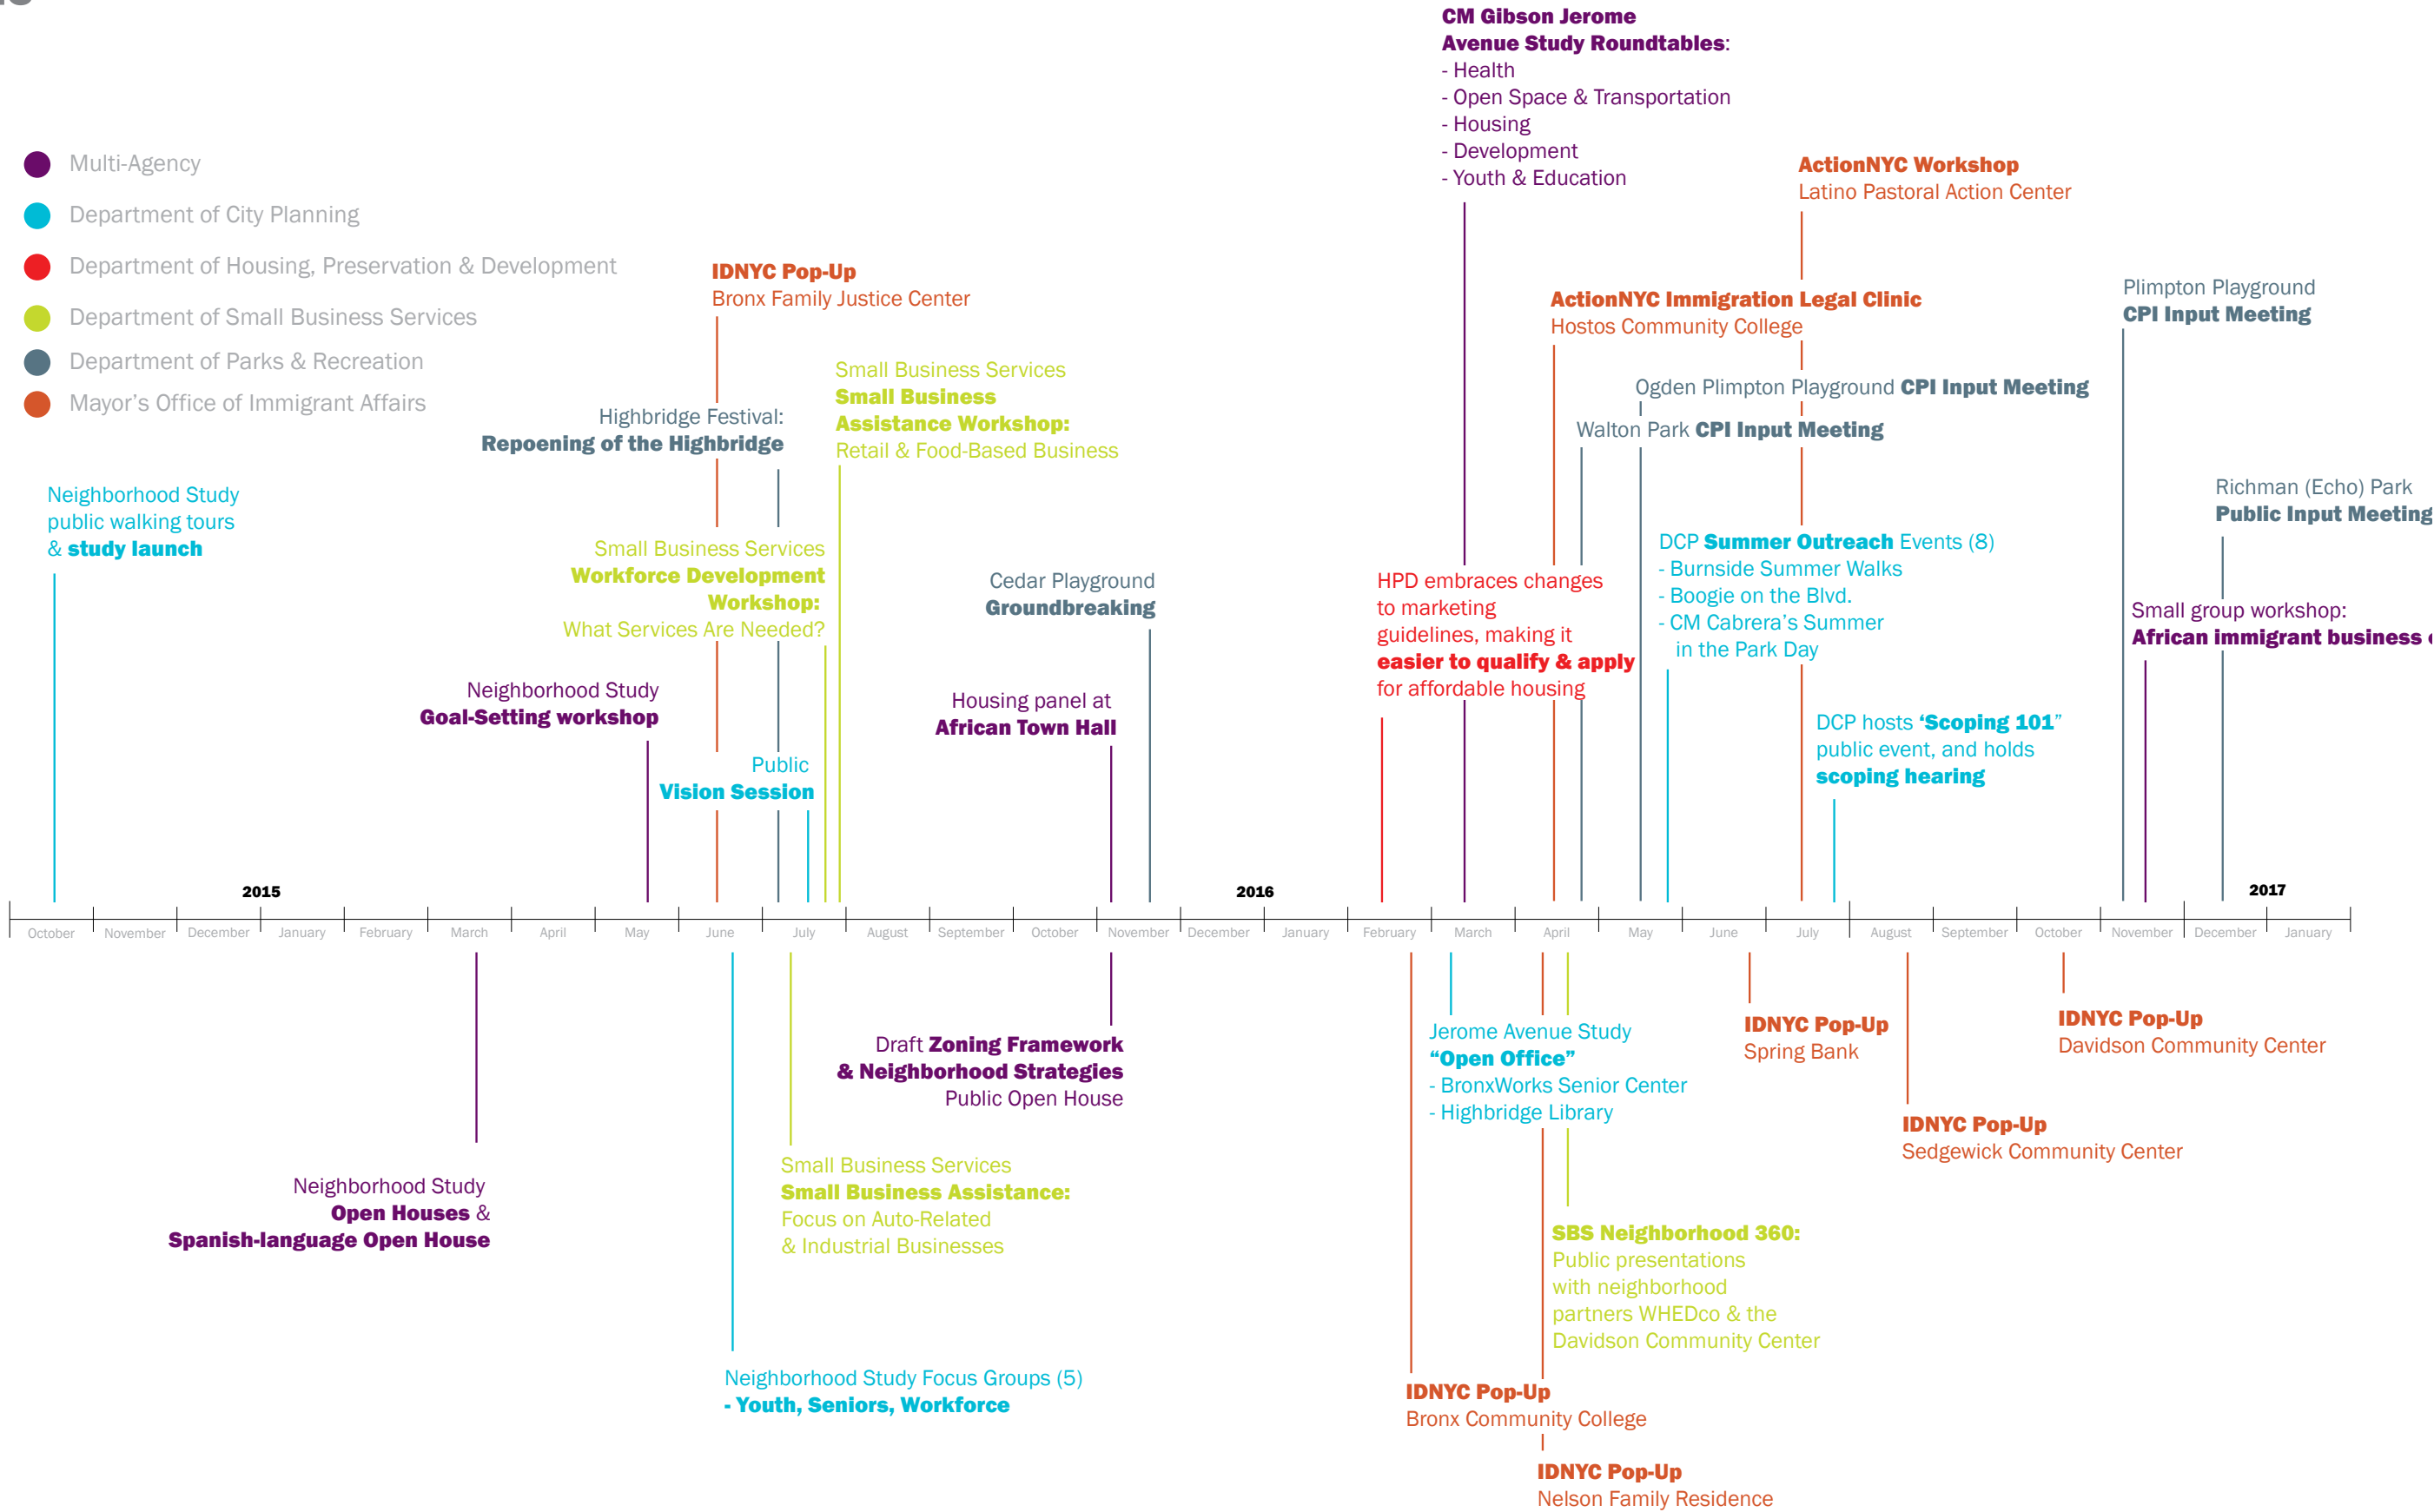 CM Gibson Jerome
Avenue Study Roundtables:
- Health
- Open Space & Transportation
- Housing
- Development
- Youth & Education
Multi-Agency
Department of City Planning
Department of Housing, Preservation & Development
Department of Small Business Services
Department of Parks & Recreation
Mayor's Office of Immigrant Affairs
ActionNYC Workshop
Latino Pastoral Action Center
IDNYC Pop-Up
Bronx Family Justice Center
ActionNYC Immigration Legal Clinic
Hostos Community College
Plimpton Playground
CPI Input Meeting
Small Business Services
Small Business
Assistance Workshop:
Retail & Food-Based Business
Highbridge Festival:
Repoening of the Highbridge
Ogden Plimpton Playground CPI Input Meeting
Walton Park CPI Input Meeting
Neighborhood Study
public walking tours
& study launch
Richman (Echo) Park
Public Input Meeting
Small Business Services
Workforce Development
Workshop:
What Services Are Needed?
Cedar Playground
Groundbreaking
HPD embraces changes
to marketing
guidelines, making it
easier to qualify & apply
for affordable housing
DCP Summer Outreach Events (8)
- Burnside Summer Walks
- Boogie on the Blvd.
- CM Cabrera's Summer
in the Park Day
Small group workshop:
African immigrant business
Neighborhood Study
Goal-Setting workshop
Housing panel at
African Town Hall
Public
Vision Session
DCP hosts ‘Scoping 101”
public event, and holds
scoping hearing
2015
2016
2017
October November December January February March April May June July August September October November December January February March April May June July August September October November December January
Draft Zoning Framework
& Neighborhood Strategies
Public Open House
Jerome Avenue Study
“Open Office”
- BronxWorks Senior Center
- Highbridge Library
IDNYC Pop-Up
Spring Bank
IDNYC Pop-Up
Davidson Community Center
IDNYC Pop-Up
Sedgewick Community Center
Neighborhood Study
Open Houses &
Spanish-language Open House
Small Business Services
Small Business Assistance:
Focus on Auto-Related
& Industrial Businesses
SBS Neighborhood 360:
Public presentations
with neighborhood
partners WHEDco & the
Davidson Community Center
Neighborhood Study Focus Groups (5)
- Youth, Seniors, Workforce
IDNYC Pop-Up
Bronx Community College
IDNYC Pop-Up
Nelson Family Residence